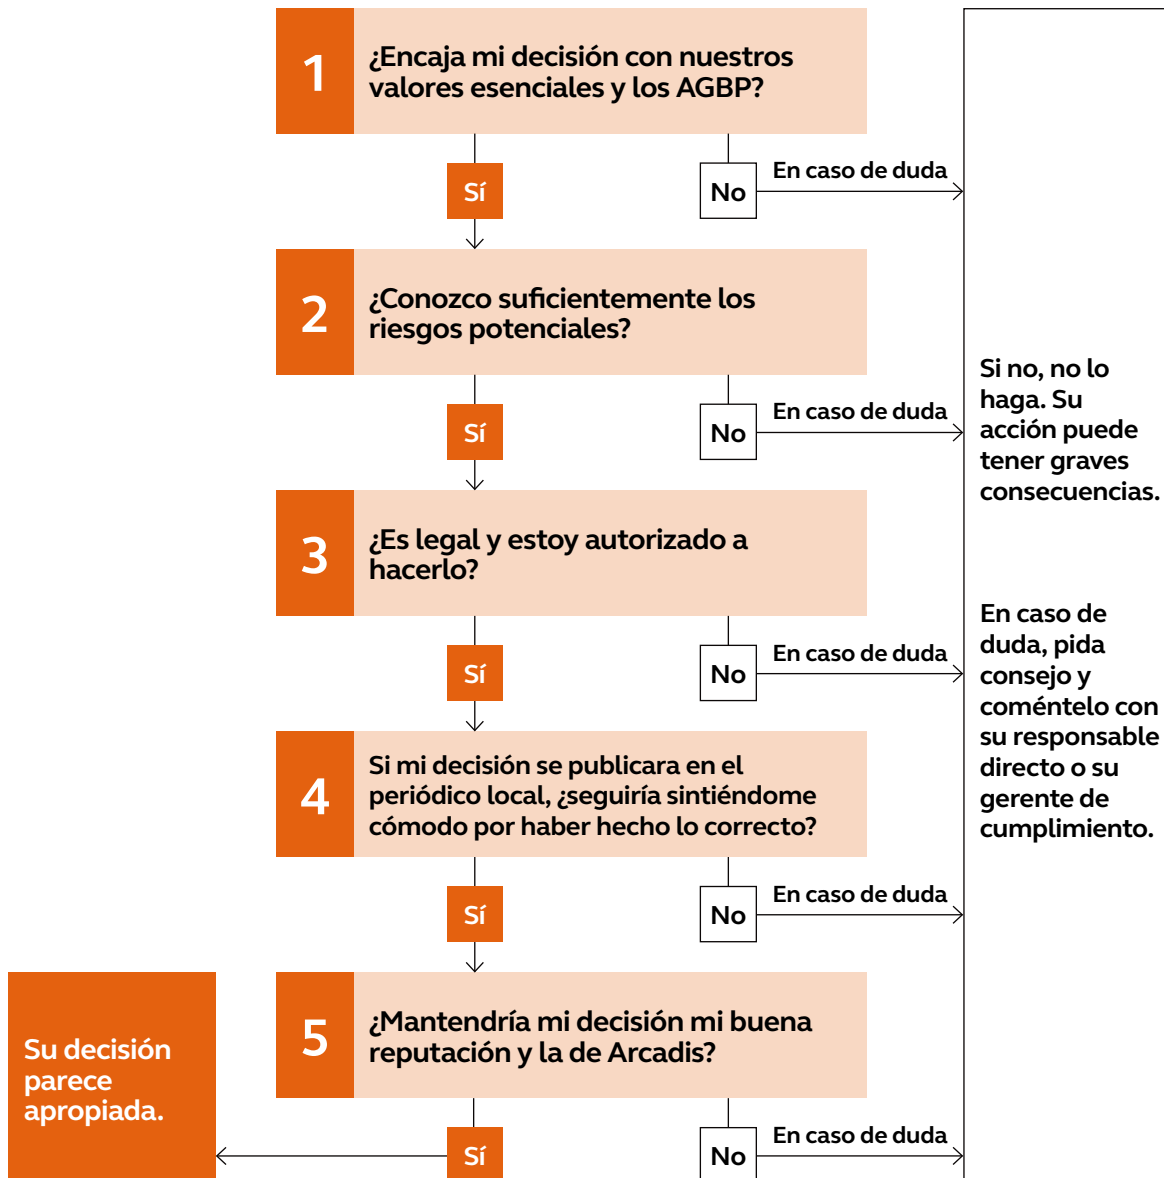 1
¿Encaja mi decisión con nuestros
valores esenciales y los AGBP?
Sí
No
En caso de duda
2
¿Conozco suficientemente los
riesgos potenciales?
Sí
No
En caso de duda
3
¿Es legal y estoy autorizado a
hacerlo?
Sí
No
En caso de duda
4
Si mi decisión se publicara en el
periódico local, ¿seguiría sintiéndome
cómodo por haber hecho lo correcto?
Sí
No
En caso de duda
5
¿Mantendría mi decisión mi buena
reputación y la de Arcadis?
Sí
No
En caso de duda
Su decisión
parece
apropiada.
Si no, no lo
haga. Su
acción puede
tener graves
consecuencias.
En caso de
duda, pida
consejo y
coméntelo con
su responsable
directo o su
gerente de
cumplimiento.